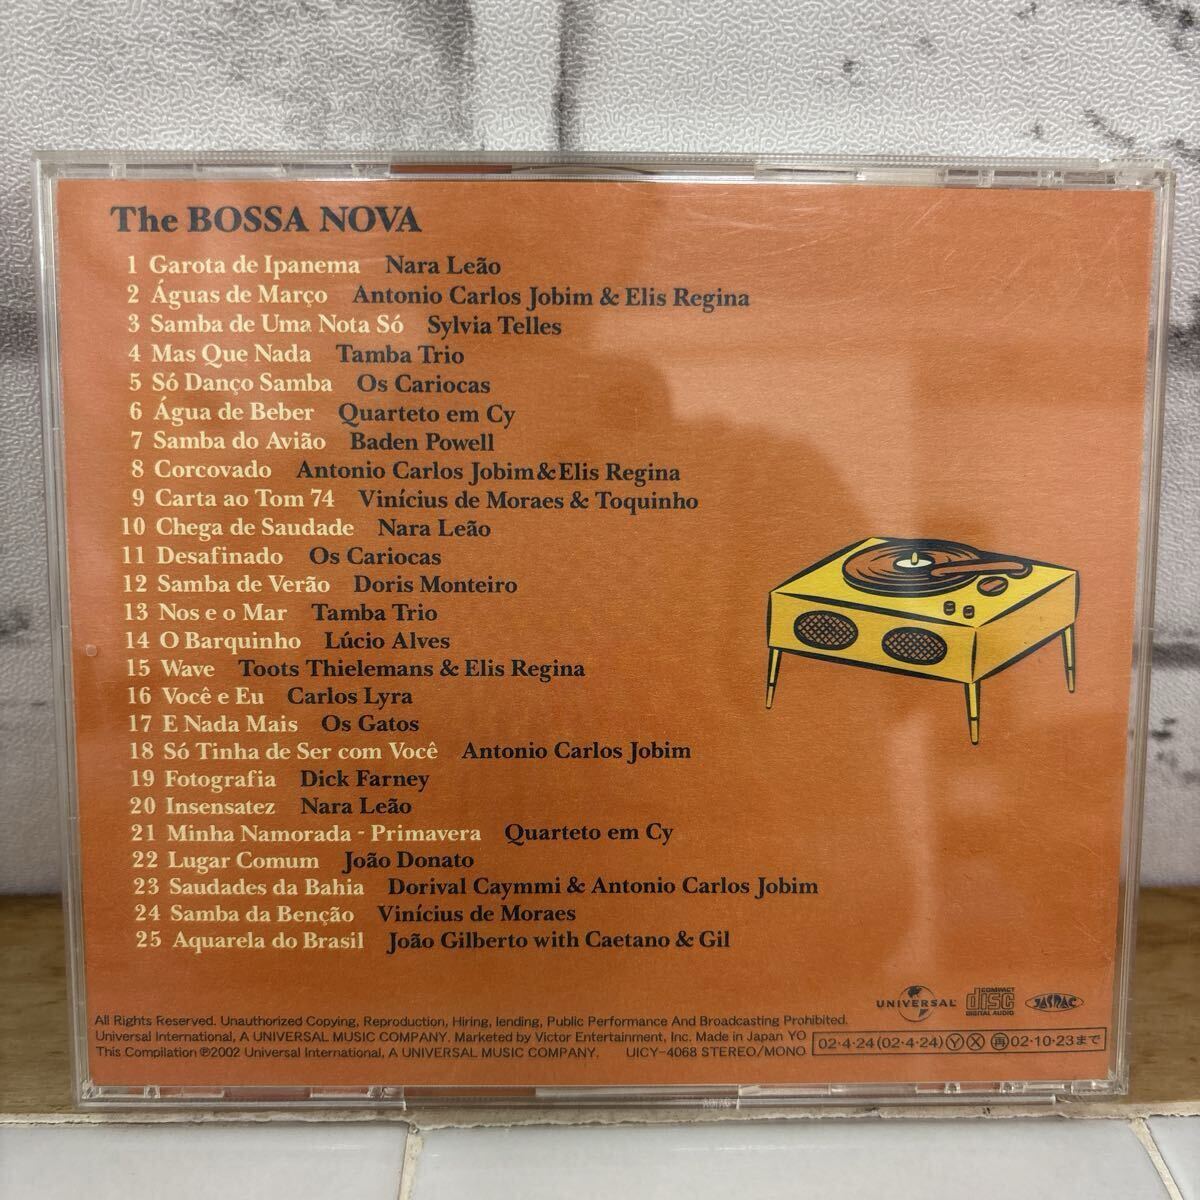 The BOSSA NOVA
1 Garota de Ipanema Nara Leão
2 Águas de Março Antonio Carlos Jobim & Elis Regina
3 Samba de Uma Nota Só Sylvia Telles
4 Mas Que Nada Tamba Trio
5 Só Danço Samba Os Cariocas
6 Água de Beber Quarteto em Cy
7 Samba do Avião Baden Powell
8 Corcovado Antonio Carlos Jobim&Elis Regina
9 Carta ao Tom 74 Vinícius de Moraes & Toquinho
10 Chega de Saudade Nara Leão
11 Desafinado Os Cariocas
12 Samba de Verão Doris Monteiro
13 Nos e o Mar Tamba Trio
14 O Barquinho Lúcio Alves
15 Wave Toots Thielemans & Elis Regina
16 Você e Eu Carlos Lyra
17 E Nada Mais Os Gatos
18 Só Tinha de Ser com Você Antonio Carlos Jobim
19 Fotografia Dick Farney
20 Insensatez Nara Leão
21 Minha Namorada - Primavera Quarteto em Cy
22 Lugar Comum João Donato
23 Saudades da Bahia Dorival Caymmi & Antonio Carlos Jobim
24 Samba da Benção Vinícius de Moraes
25 Aquarela do Brasil João Gilberto with Caetano & Gil
UNIVERSAL COMPACT disc DIGITAL AUDIO JASRAC
All Rights Reserved. Unauthorized Copying, Reproduction, Hiring, lending, Public Performance And Broadcasting Prohibited.
Universal International, A UNIVERSAL MUSIC COMPANY. Marketed by Victor Entertainment, Inc. Made in Japan YO
This Compilation ℗2002 Universal International, A UNIVERSAL MUSIC COMPANY. UICY-4068 STEREO/MONO
02・4・24(02・4・24)ⓎⓍ㊢02・10・23まで